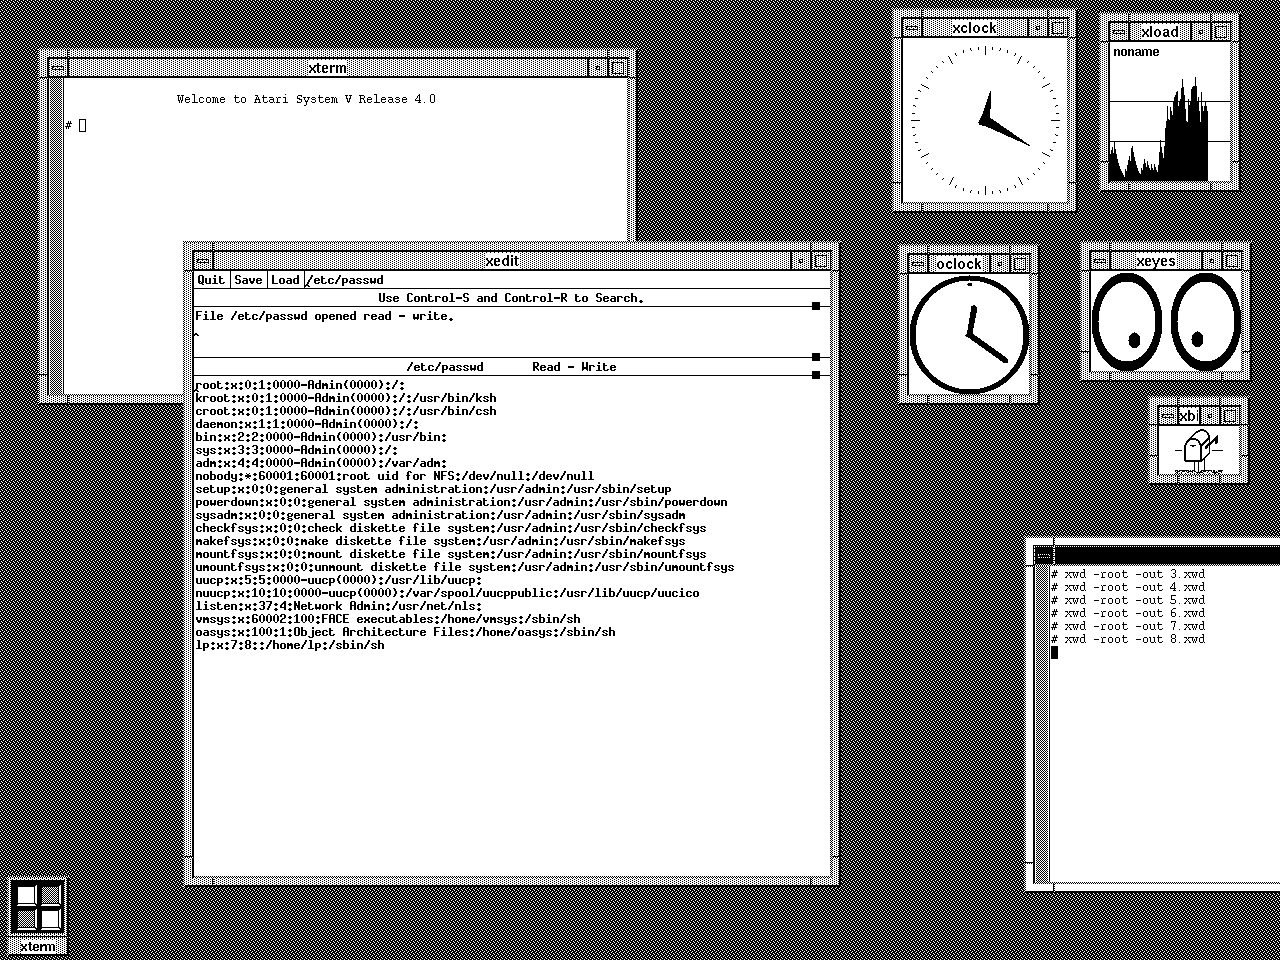 xterm
Welcome to Atari System V Release 4.0
#
xclock
xload
noname
xedit
Quit Save Load /etc/passwd
Use Control-S and Control-R to Search.
File /etc/passwd opened read - write.
/etc/passwd Read - Write
root:x:0:1:0000-Admin(0000):/:
kroot:x:0:1:0000-Admin(0000):/:/usr/bin/ksh
croot:x:0:1:0000-Admin(0000):/:/usr/bin/csh
daemon:x:1:1:0000-Admin(0000):/:
bin:x:2:2:0000-Admin(0000):/usr/bin:
sys:x:3:3:0000-Admin(0000):/:
adm:x:4:4:0000-Admin(0000):/var/adm:
nobody:*:60001:60001:root uid for NFS:/dev/null:/dev/null
setup:x:0:0:general system administration:/usr/admin:/usr/sbin/setup
powerdown:x:0:0:general system administration:/usr/admin:/usr/sbin/powerdown
sysadm:x:0:0:general system administration:/usr/admin:/usr/sbin/sysadm
checkfsys:x:0:0:check diskette file system:/usr/admin:/usr/sbin/checkfsys
makefsys:x:0:0:make diskette file system:/usr/admin:/usr/sbin/makefsys
mountfsys:x:0:0:mount diskette file system:/usr/admin:/usr/sbin/mountfsys
umountfsys:x:0:0:unmount diskette file system:/usr/admin:/usr/sbin/umountfsys
uucp:x:5:5:0000-uucp(0000):/usr/lib/uucp:
nuucp:x:10:10:0000-uucp(0000):/var/spool/uucppublic:/usr/lib/uucp/uucico
listen:x:37:4:Network Admin:/usr/net/nls:
vmsys:x:60002:100:FACE executables:/home/vmsys:/sbin/sh
oasys:x:100:1:Object Architecture Files:/home/oasys:/sbin/sh
lp:x:7:8::/home/lp:/sbin/sh
oclock
xeyes
xbi
# xwd -root -out 3.xwd
# xwd -root -out 4.xwd
# xwd -root -out 5.xwd
# xwd -root -out 6.xwd
# xwd -root -out 7.xwd
# xwd -root -out 8.xwd
xterm